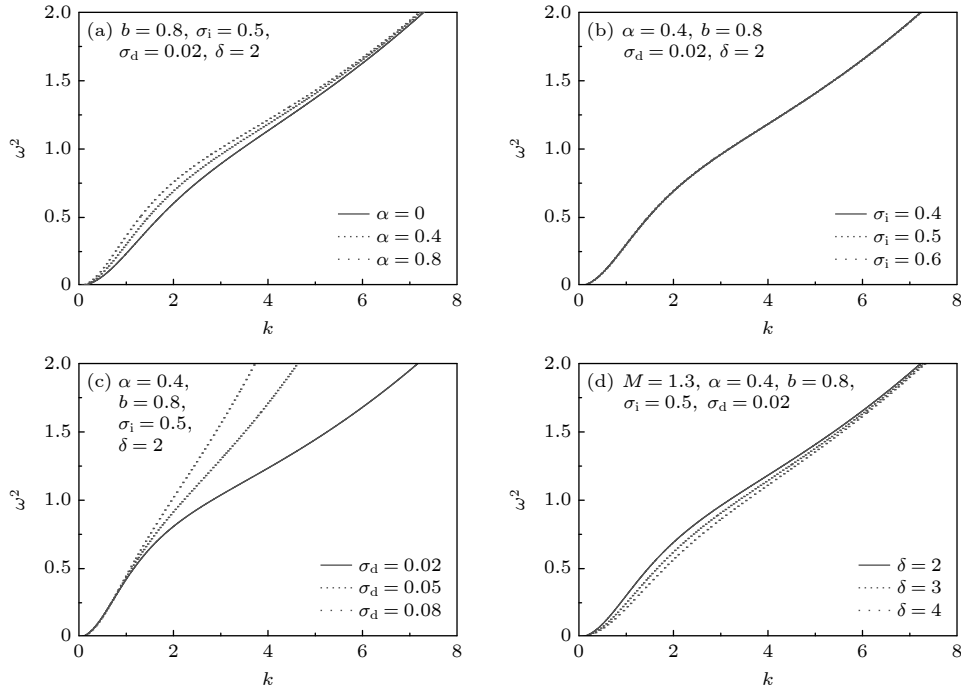 (a) b = 0.8, σi = 0.5,
σd = 0.02, δ = 2
2.0
1.5
1.0
0.5
0
ω²
0 2 4 6 8
k
α = 0
α = 0.4
α = 0.8
(b) α = 0.4, b = 0.8
σd = 0.02, δ = 2
2.0
1.5
1.0
0.5
0
ω²
0 2 4 6 8
k
σi = 0.4
σi = 0.5
σi = 0.6
(c) α = 0.4,
b = 0.8,
σi = 0.5,
δ = 2
2.0
1.5
1.0
0.5
0
ω²
0 2 4 6 8
k
σd = 0.02
σd = 0.05
σd = 0.08
(d) M = 1.3, α = 0.4, b = 0.8,
σi = 0.5, σd = 0.02
2.0
1.5
1.0
0.5
0
ω²
0 2 4 6 8
k
δ = 2
δ = 3
δ = 4